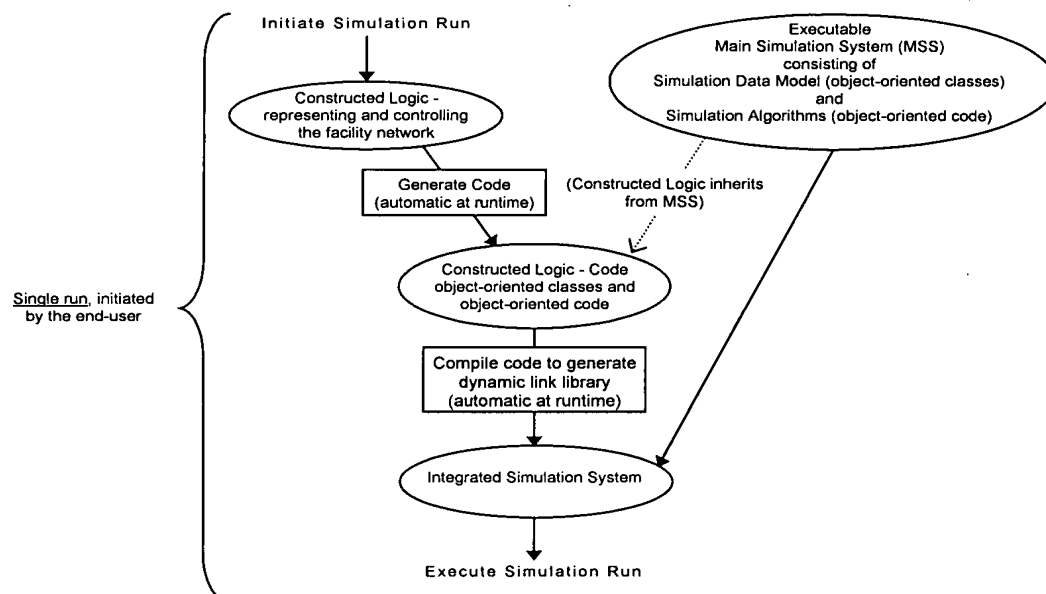 Initiate Simulation Run
Executable
Main Simulation System (MSS)
consisting of
Simulation Data Model (object-oriented classes)
and
Simulation Algorithms (object-oriented code)
Constructed Logic -
representing and controlling
the facility network
Generate Code
(automatic at runtime)
(Constructed Logic inherits
from MSS)
Constructed Logic - Code
object-oriented classes and
object-oriented code
Single run, initiated
by the end-user
Compile code to generate
dynamic link library
(automatic at runtime)
Integrated Simulation System
Execute Simulation Run